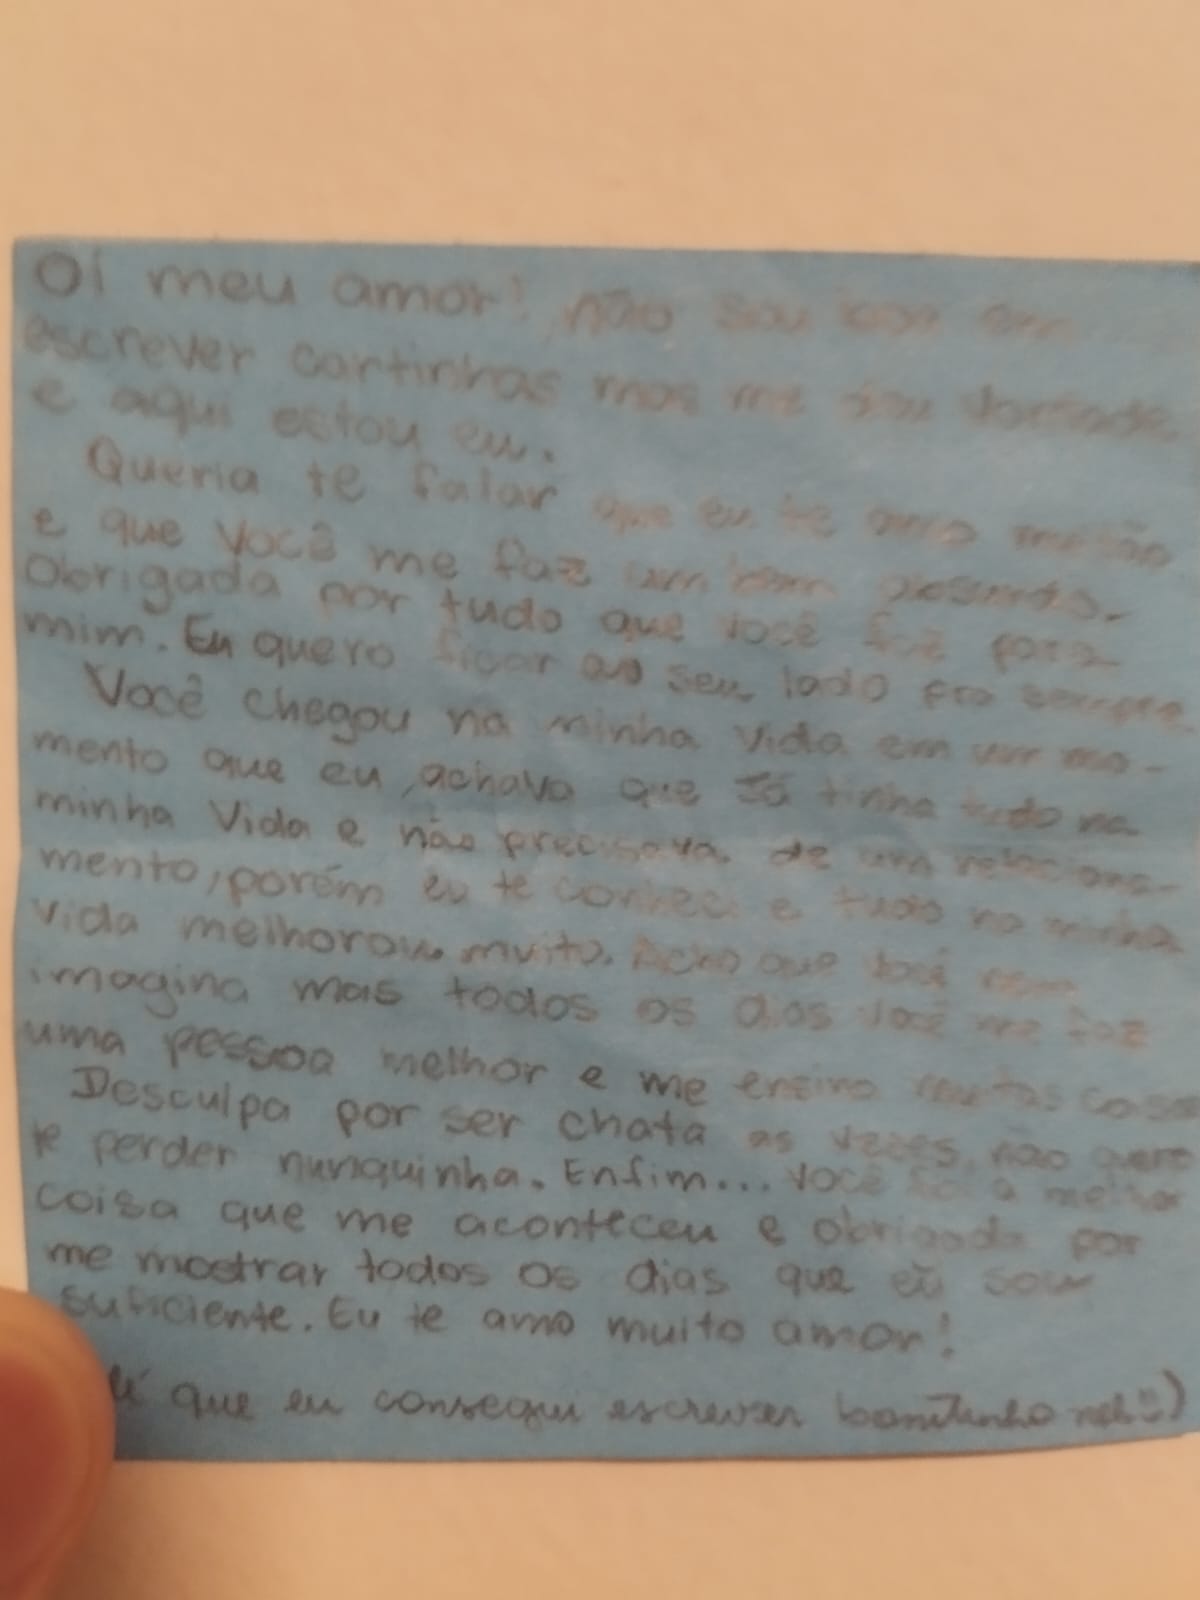 Oi meu amor! não sou boa em
escrever cartinhas mas me deu vontade
e aqui estou eu.
Queria te falar que eu te amo muitão
e que você me faz um bem absurdo.
Obrigada por tudo que você faz para
mim. Eu quero ficar ao seu lado pra sempre.
Você chegou na minha vida em um mo-
mento que eu achava que já tinha tudo na
minha vida e não precisava de um relaciona-
mento, porém eu te conheci e tudo na minha
vida melhorou muito. Acho que você nem
imagina mas todos os dias você me faz
uma pessoa melhor e me ensina muitas coisas
Desculpa por ser chata as vezes, não quero
te perder nunquinha. Enfim... você foi a melhor
coisa que me aconteceu e obrigada por
me mostrar todos os dias que eu sou
suficiente. Eu te amo muito amor!
que eu consegui escrever bonitinho neh :)